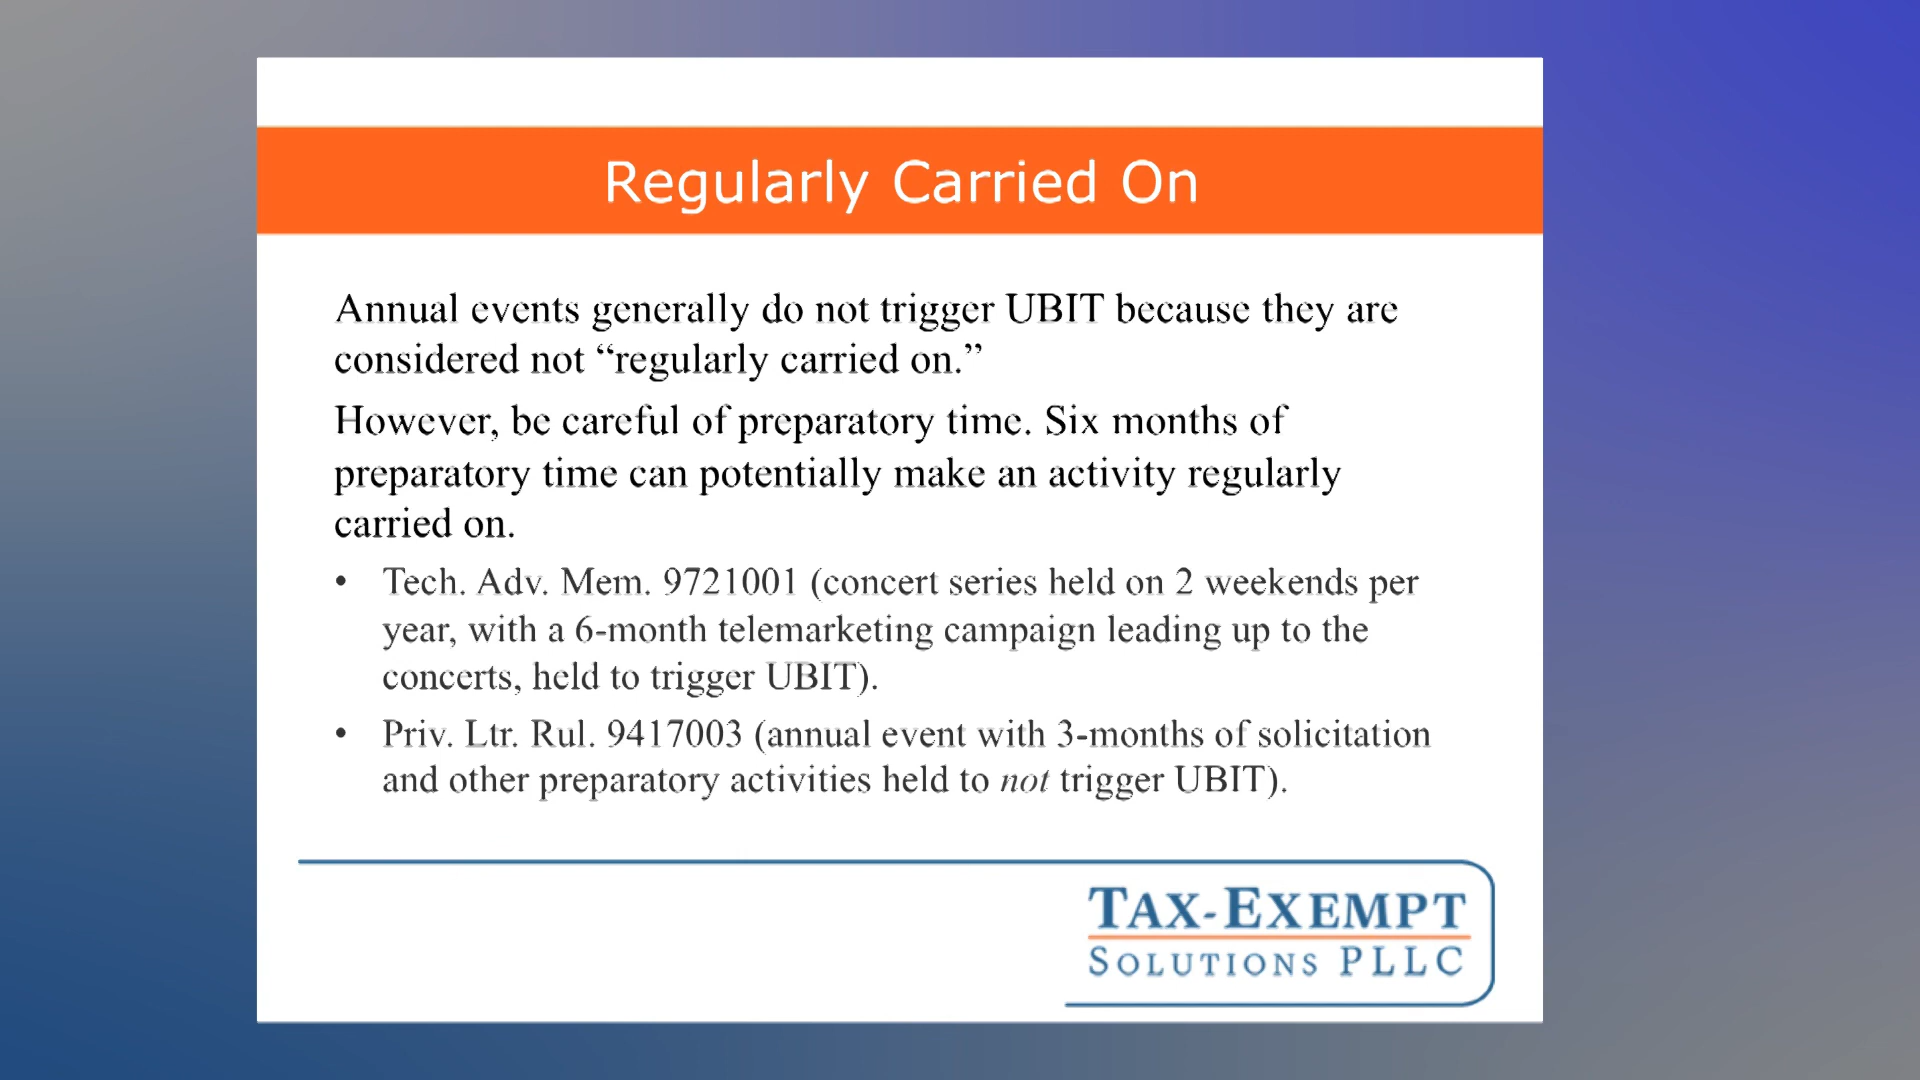 Regularly Carried On
Annual events generally do not trigger UBIT because they are
considered not “regularly carried on.”
However, be careful of preparatory time. Six months of
preparatory time can potentially make an activity regularly
carried on.
• Tech. Adv. Mem. 9721001 (concert series held on 2 weekends per
year, with a 6-month telemarketing campaign leading up to the
concerts, held to trigger UBIT).
• Priv. Ltr. Rul. 9417003 (annual event with 3-months of solicitation
and other preparatory activities held to not trigger UBIT).
TAX-EXEMPT
SOLUTIONS PLLC